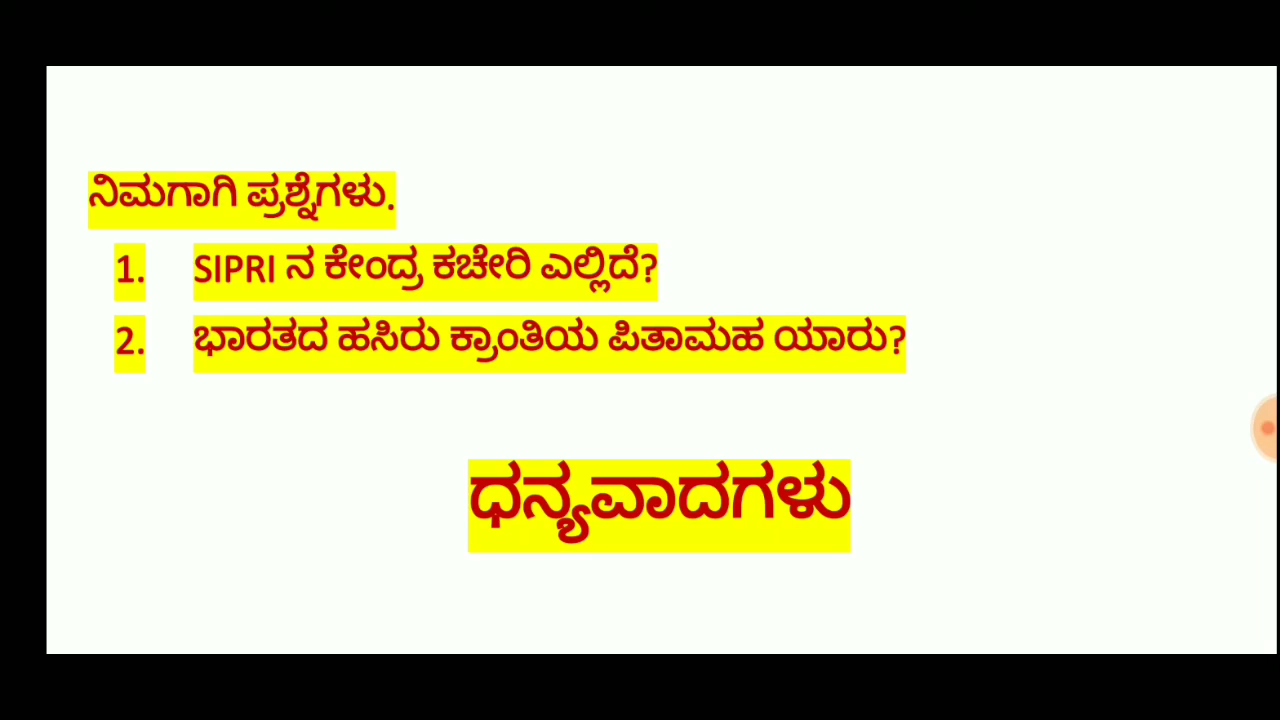 ನಿಮಗಾಗಿ ಪ್ರಶ್ನೆಗಳು.
1. SIPRI ನ ಕೇಂದ್ರ ಕಚೇರಿ ಎಲ್ಲಿದೆ?
2. ಭಾರತದ ಹಸಿರು ಕ್ರಾಂತಿಯ ಪಿತಾಮಹ ಯಾರು?
ಧನ್ಯವಾದಗಳು